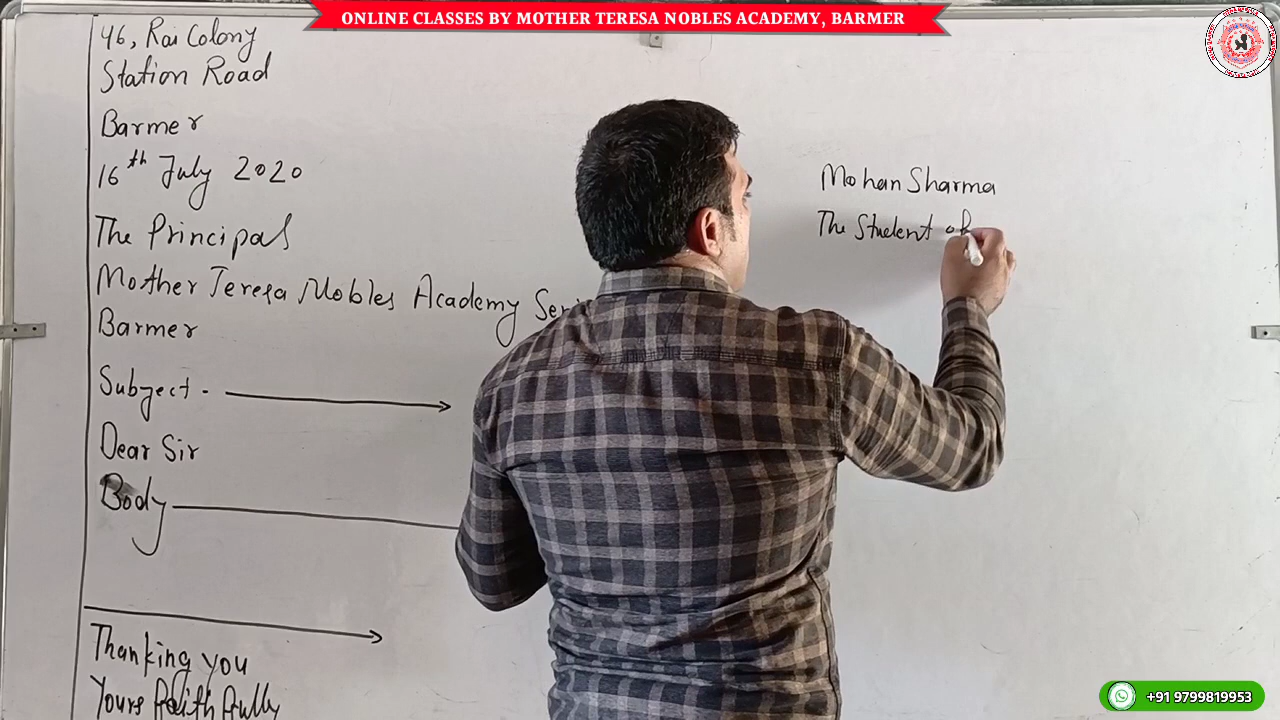 ONLINE CLASSES BY MOTHER TERESA NOBLES ACADEMY, BARMER
46, Rai Colony
Station Road
Barmer
16th July 2020
The Principal
Mother Teresa Nobles Academy
Barmer
Subject -
Dear Sir
Body
Thanking you
Yours faithfully
Mohan Sharma
The Student of
+91 9799819953